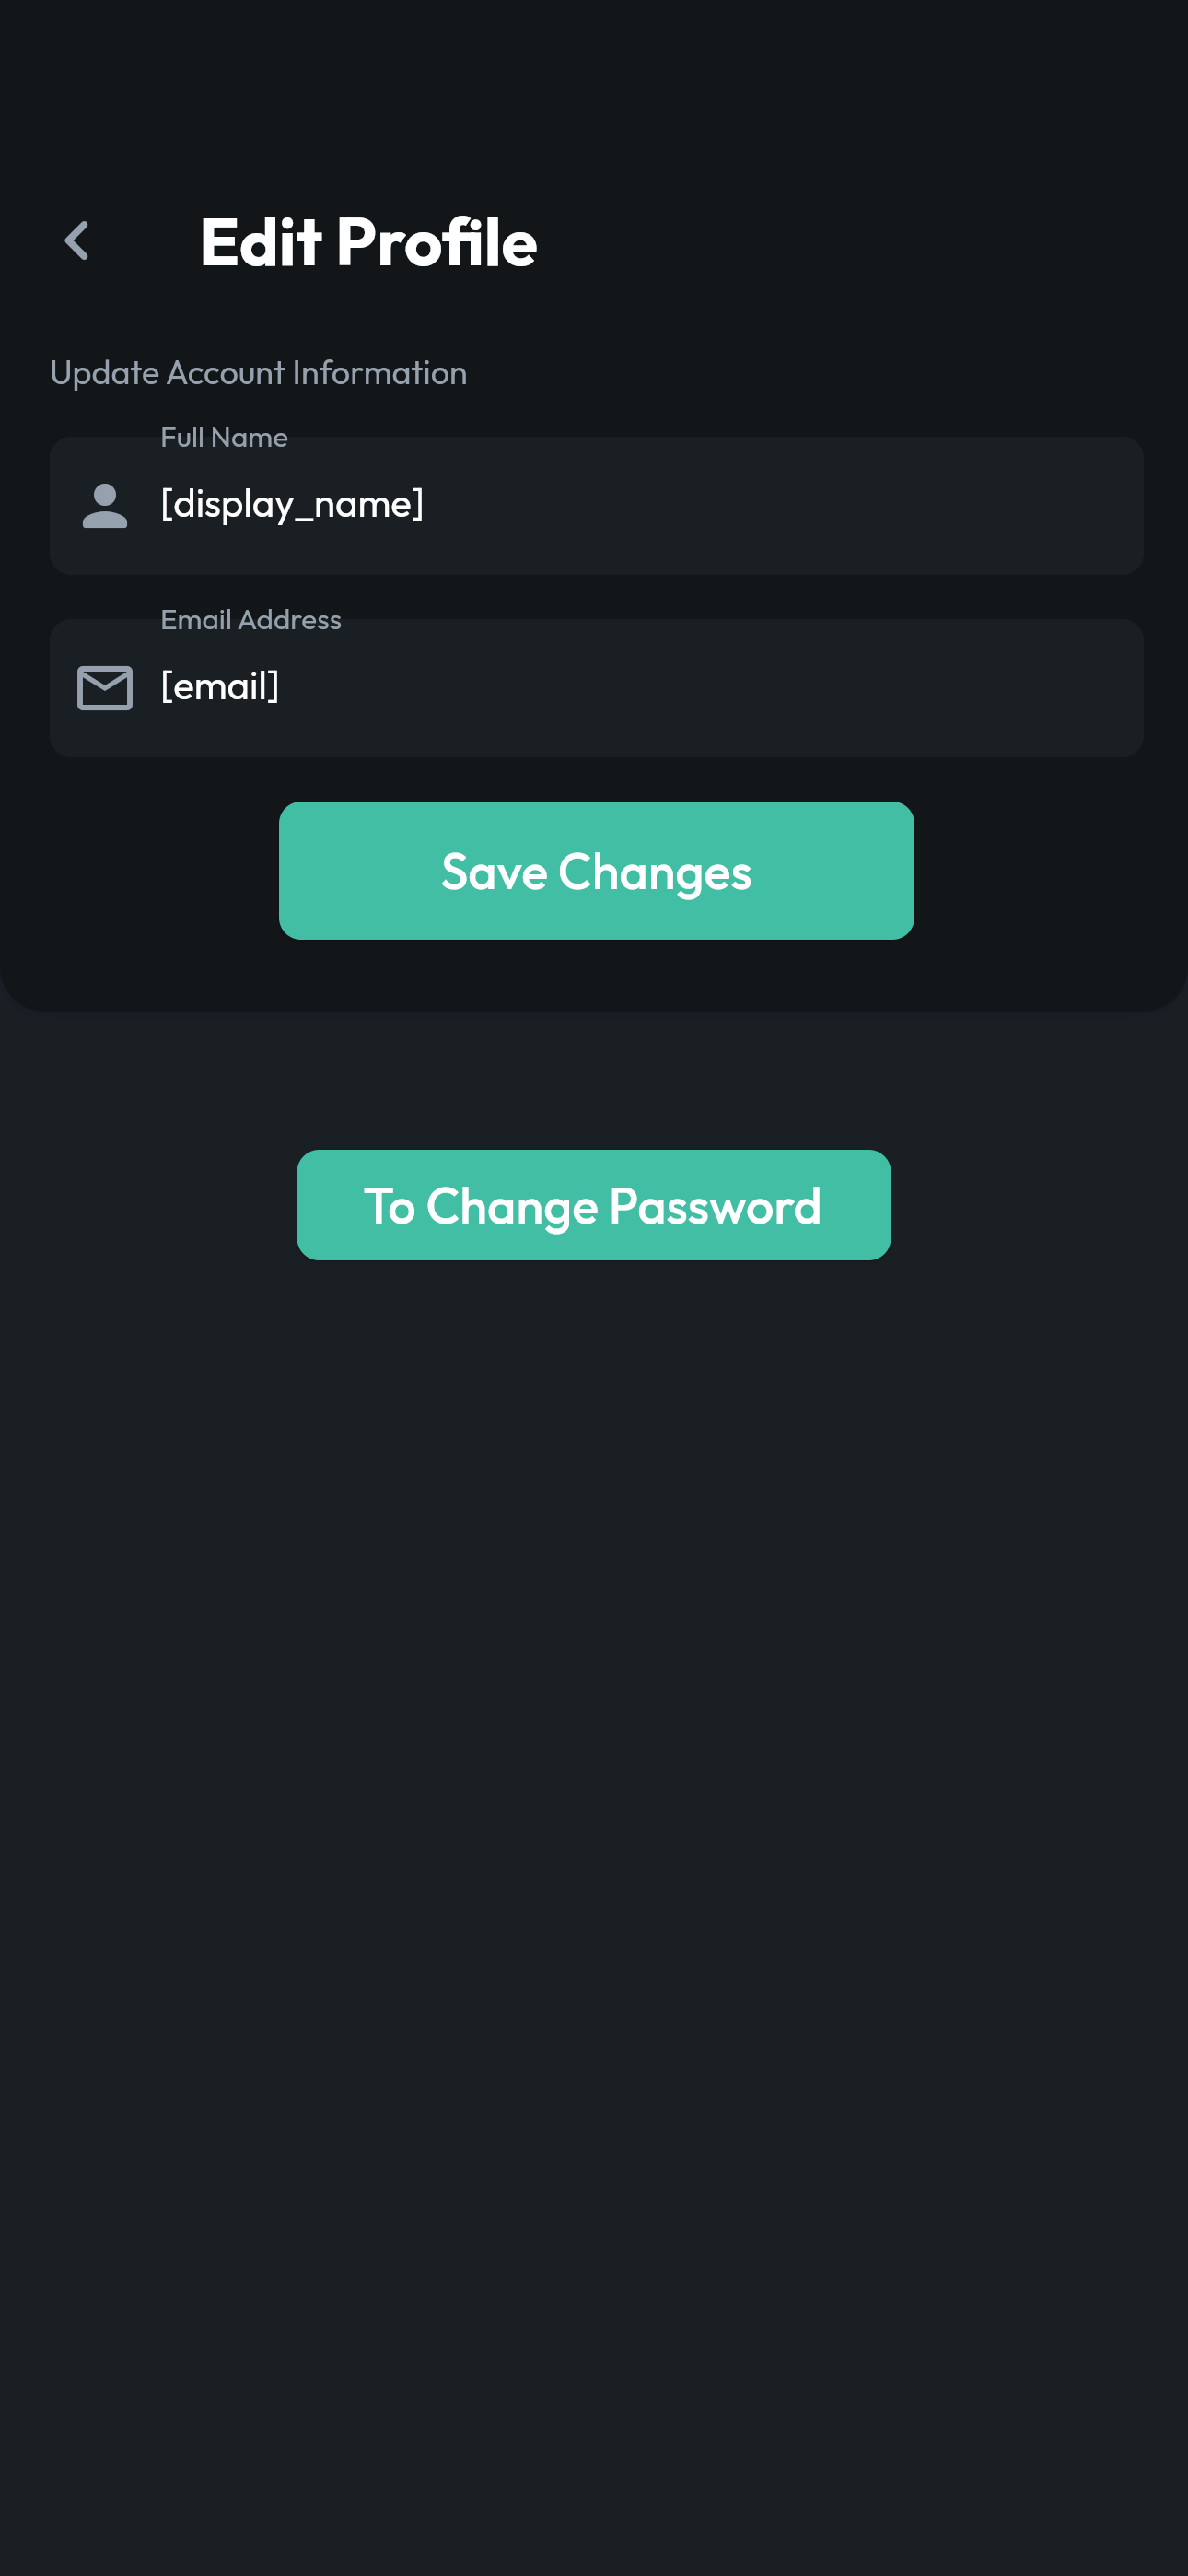 Edit Profile
Update Account Information
Full Name
[display_name]
Email Address
[email]
Save Changes
To Change Password